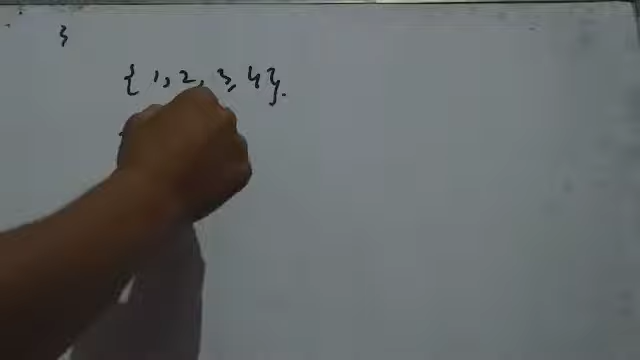 }
{ 1, 2, 3, 4 }.